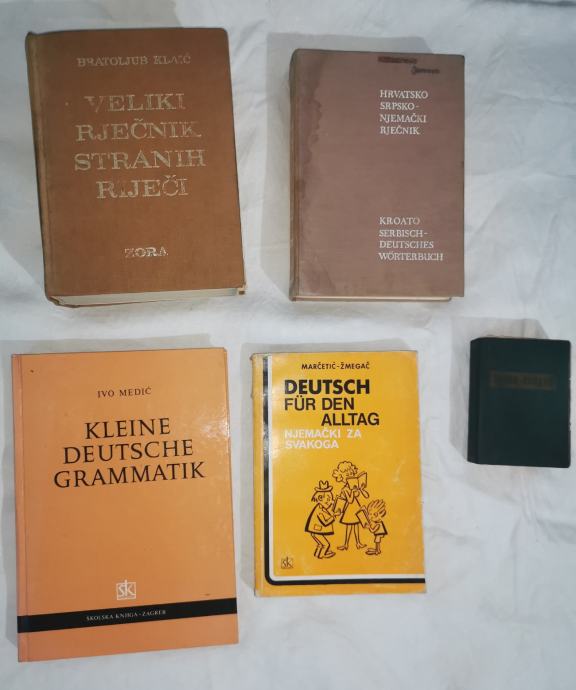 BRATOLJUB KLAIĆ
VELIKI
RJEČNIK
STRANIH
RIJEČI
ZORA
HRVATSKO
SRPSKO-
NJEMAČKI
RJEČNIK
KROATO
SERBISCH-
DEUTSCHES
WÖRTERBUCH
IVO MEDIĆ
KLEINE
DEUTSCHE
GRAMMATIK
šk
ŠKOLSKA KNJIGA - ZAGREB
MARČETIĆ-ŽMEGAČ
DEUTSCH
FÜR DEN
ALLTAG
NJEMAČKI ZA
SVAKOGA
šk